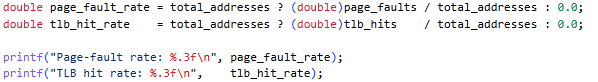 double page_fault_rate = total_addresses ? (double)page_faults / total_addresses : 0.0;
double tlb_hit_rate = total_addresses ? (double)tlb_hits / total_addresses : 0.0;
printf("Page-fault rate: %.3f\n", page_fault_rate);
printf("TLB hit rate: %.3f\n", tlb_hit_rate);